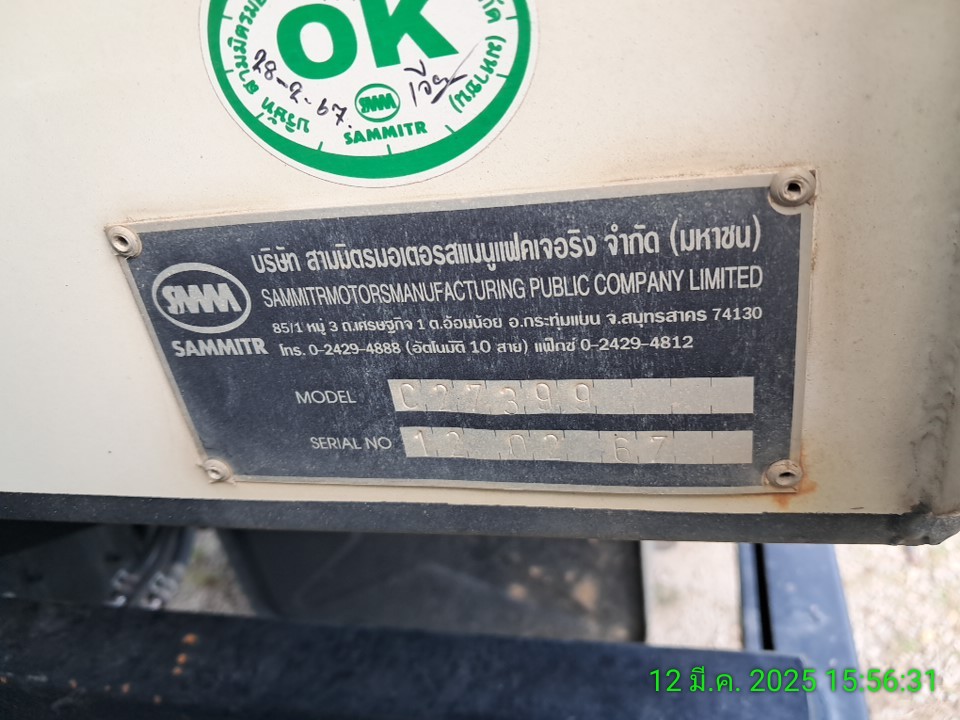 OK
28-2-67
SMM
SAMMITR
บริษัท สามมิตรมอเตอรสแมนูแฟคเจอริง จำกัด (มหาชน)
SAMMITRMOTORSMANUFACTURING PUBLIC COMPANY LIMITED
SMM
SAMMITR
85/1 หมู่ 3 ถ.เศรษฐกิจ 1 ต.อ้อมน้อย อ.กระทุ่มแบน จ.สมุทรสาคร 74130
โทร. 0-2429-4888 (อัตโนมัติ 10 สาย) แฟ็กซ์ 0-2429-4812
MODEL C27399
SERIAL NO 12 02 67
12 มี.ค. 2025 15:56:31